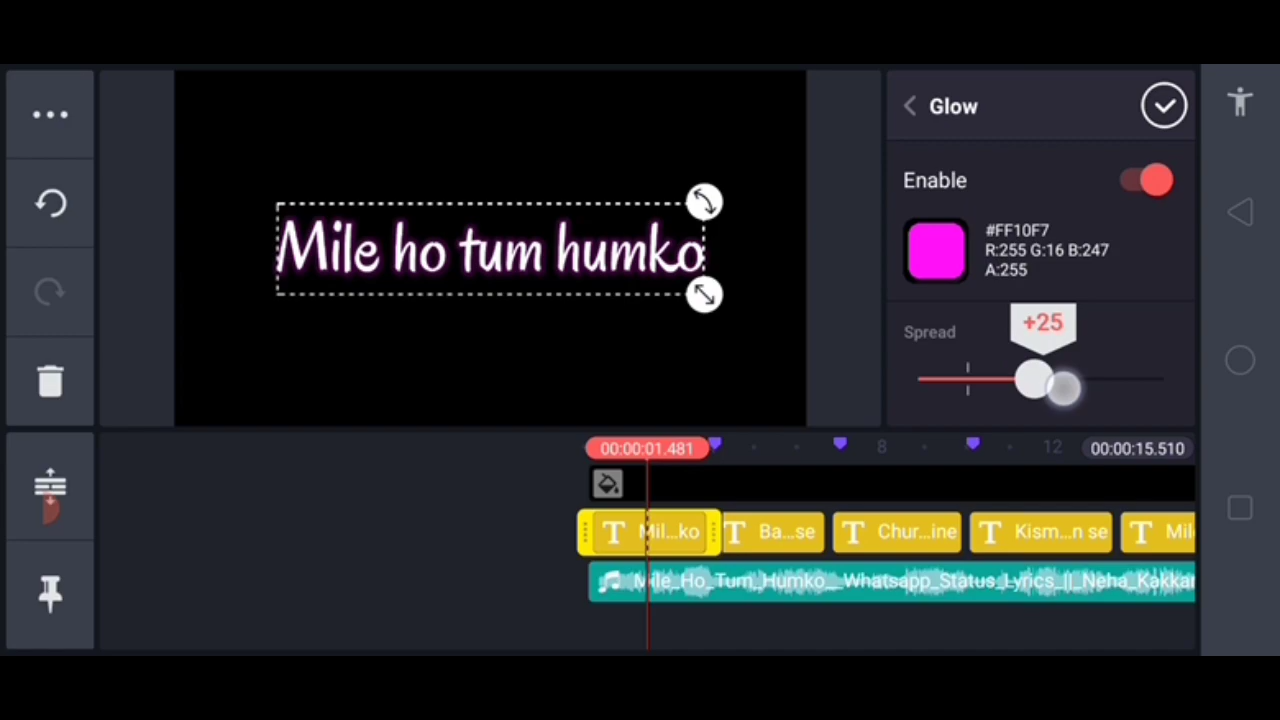 Glow
Enable
#FF10F7
R:255 G:16 B:247
A:255
Spread
+25
Mile ho tum humko
00:00:01.481
8
12
00:00:15.510
T Mil...ko
T Ba...se
T Chur...ine
T Kism...n se
T Mil
Mile_Ho_Tum_Humko__Whatsapp_Status_Lyrics_||_Neha_Kakkar